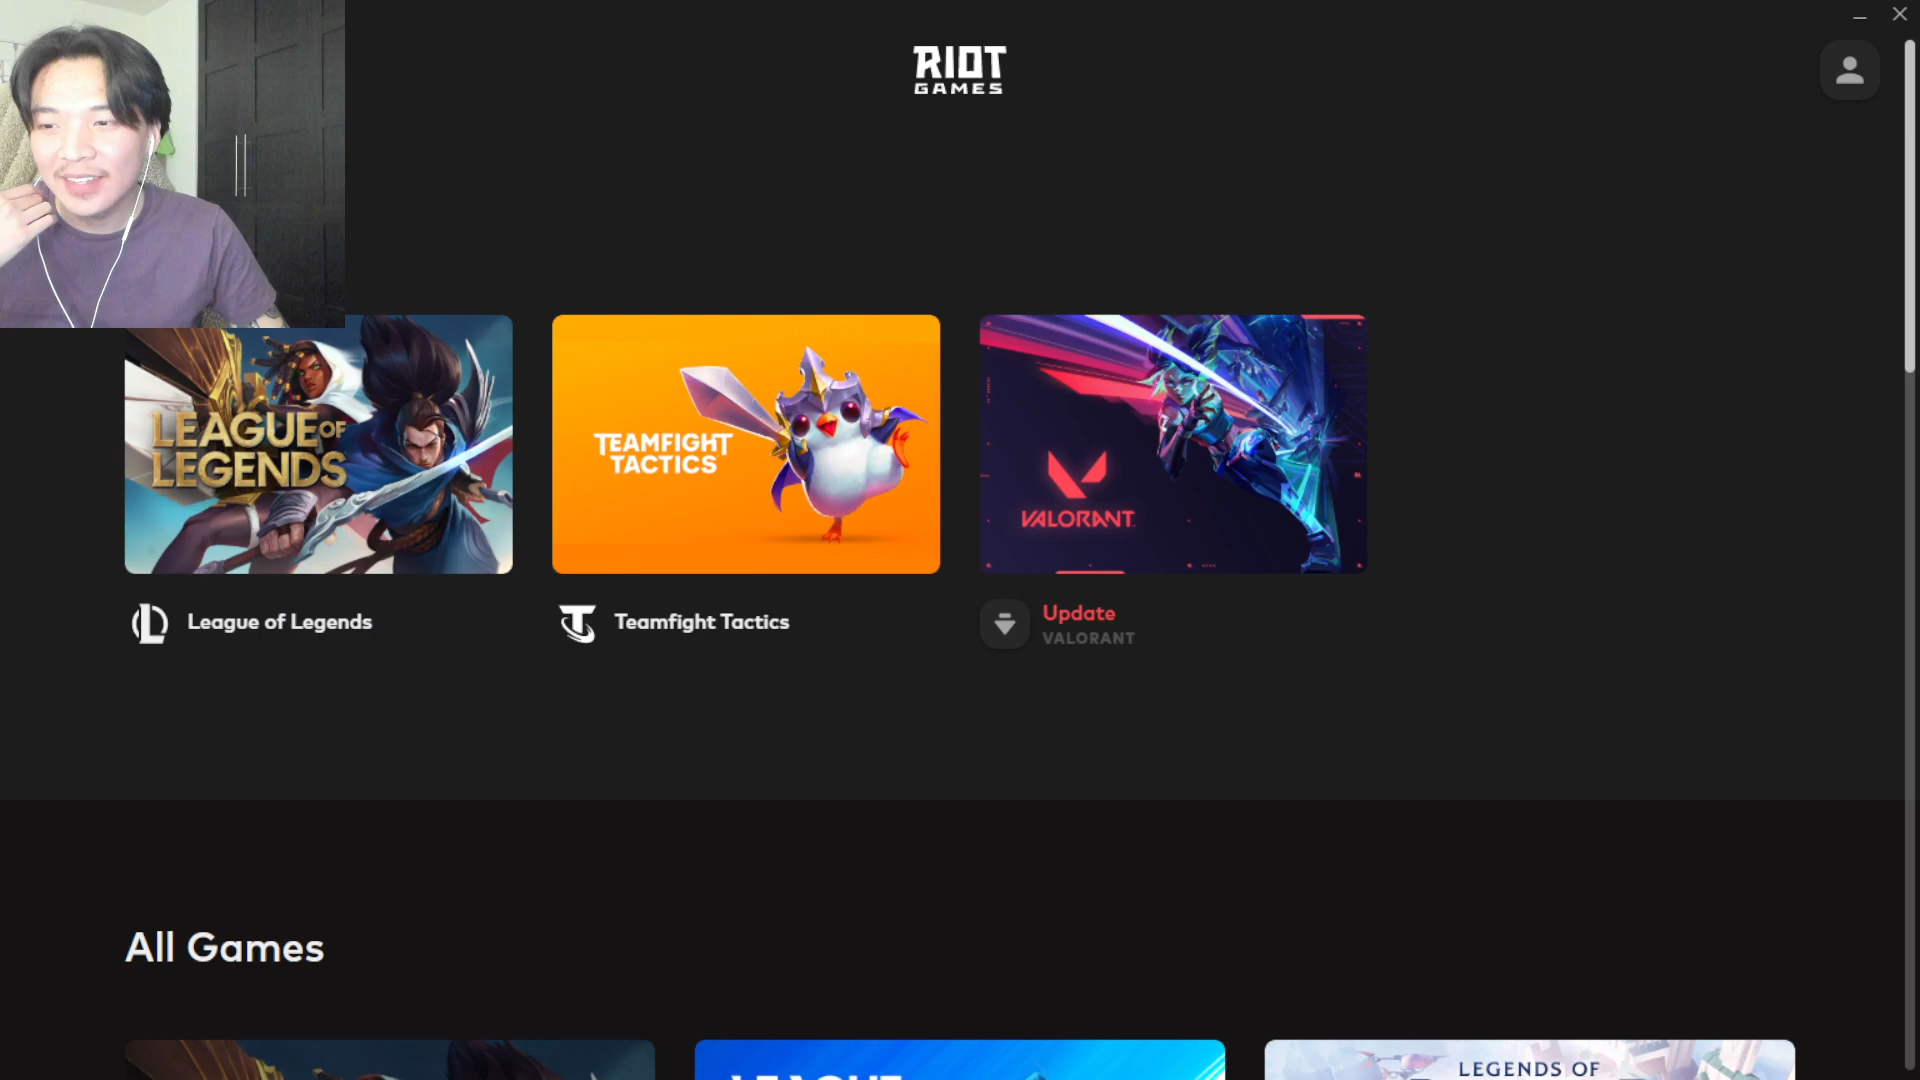 RIOT
GAMES
LEAGUE OF
LEGENDS
TEAMFIGHT
TACTICS
VALORANT
League of Legends
Teamfight Tactics
Update
VALORANT
All Games
LEAGUE
LEGENDS OF